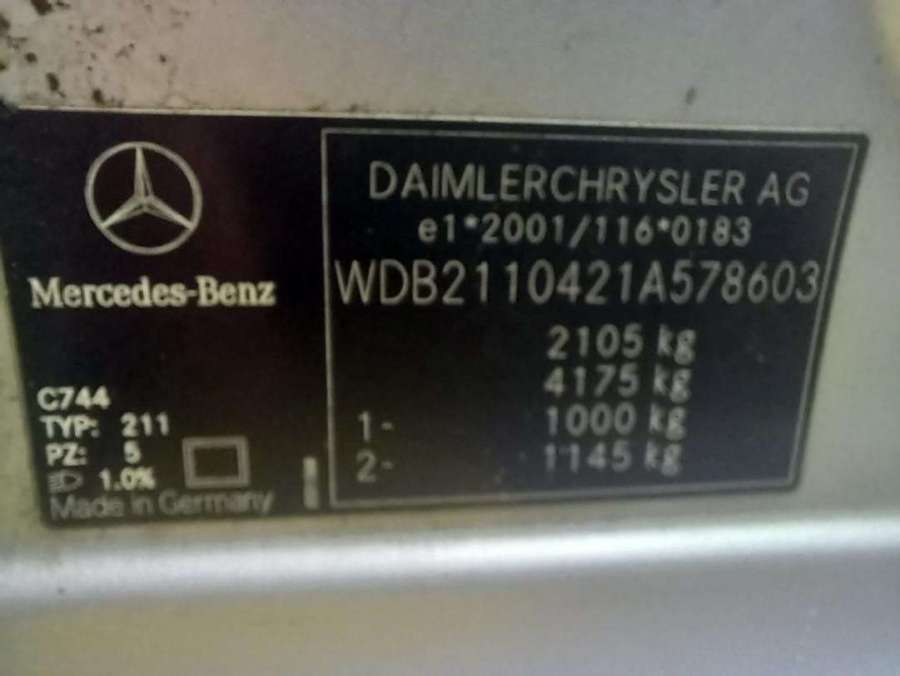 Mercedes-Benz
C744
TYP: 211
PZ: 5
1.0%
Made in Germany
DAIMLERCHRYSLER AG
e1*2001/116*0183
WDB2110421A578603
2105 kg
4175 kg
1- 1000 kg
2- 1145 kg